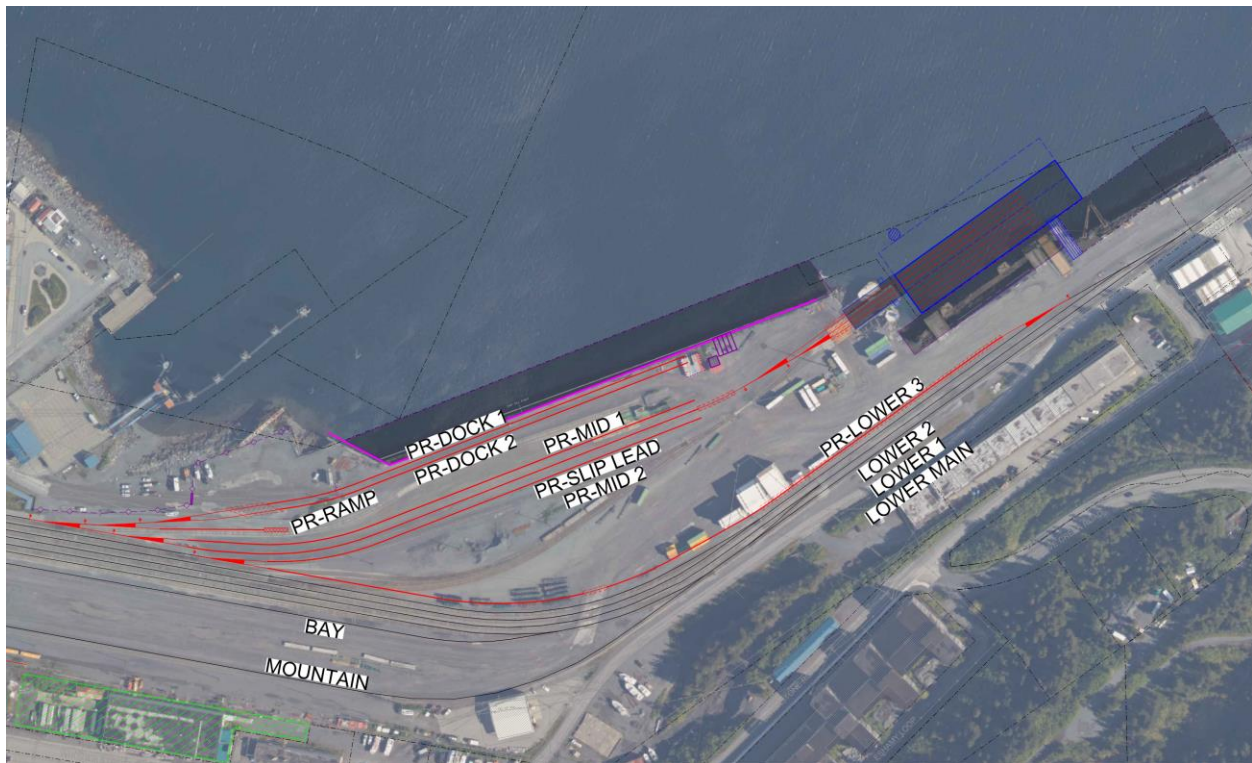 PR-DOCK 1
PR-DOCK 2
PR-MID 1
PR-SLIP LEAD
PR-MID 2
PR-RAMP
PR-LOWER 3
LOWER 2
LOWER 1
LOWER MAIN
BAY
MOUNTAIN